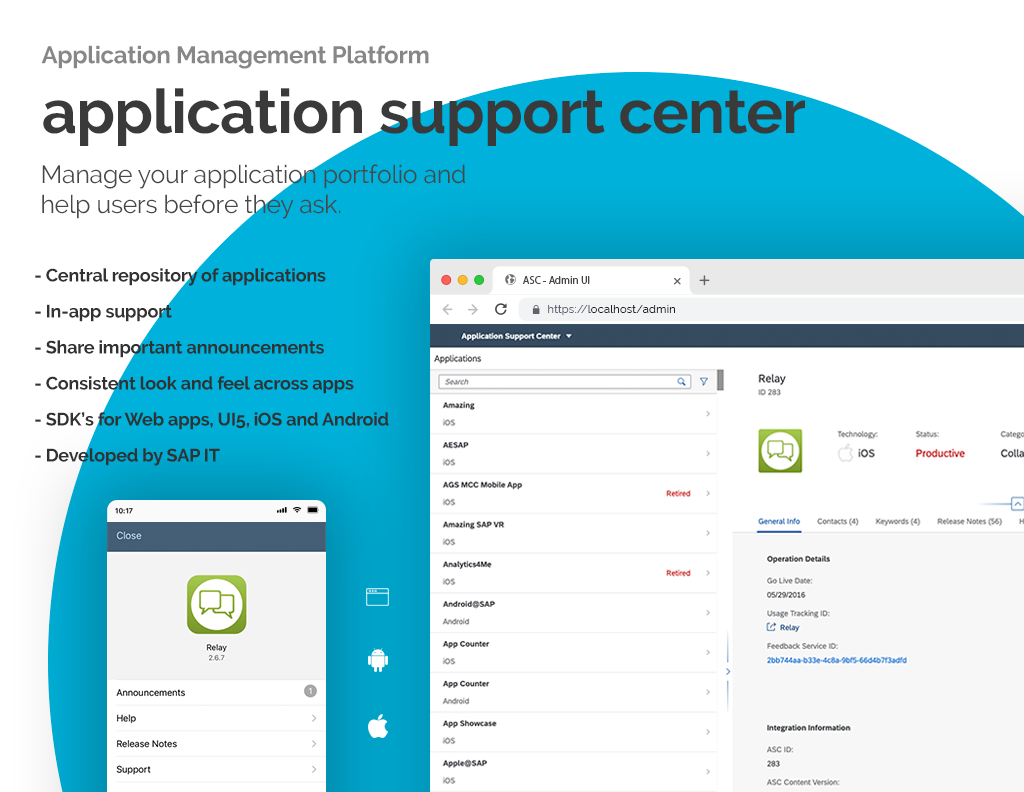 Application Management Platform
application support center
Manage your application portfolio and
help users before they ask.
- Central repository of applications
- In-app support
- Share important announcements
- Consistent look and feel across apps
- SDK's for Web apps, UI5, iOS and Android
- Developed by SAP IT
10:17
Close
Relay
2.6.7
Announcements 1
Help
Release Notes
Support
ASC - Admin UI
https://localhost/admin
Application Support Center
Applications
Search
Amazing
iOS
AESAP
iOS
AGS MCC Mobile App
Retired
iOS
Amazing SAP VR
iOS
Analytics4Me
Retired
iOS
Android@SAP
Android
App Counter
iOS
App Counter
Android
App Showcase
iOS
Apple@SAP
iOS
Relay
ID 283
Technology: Status: Catego
iOS Productive Colla
General Info Contacts (4) Keywords (4) Release Notes (56) H
Operation Details
Go Live Date:
05/29/2016
Usage Tracking ID:
Relay
Feedback Service ID:
2bb744aa-b33e-4c8a-9bf5-66d4b7f3adfd
Integration Information
ASC ID:
283
ASC Content Version: